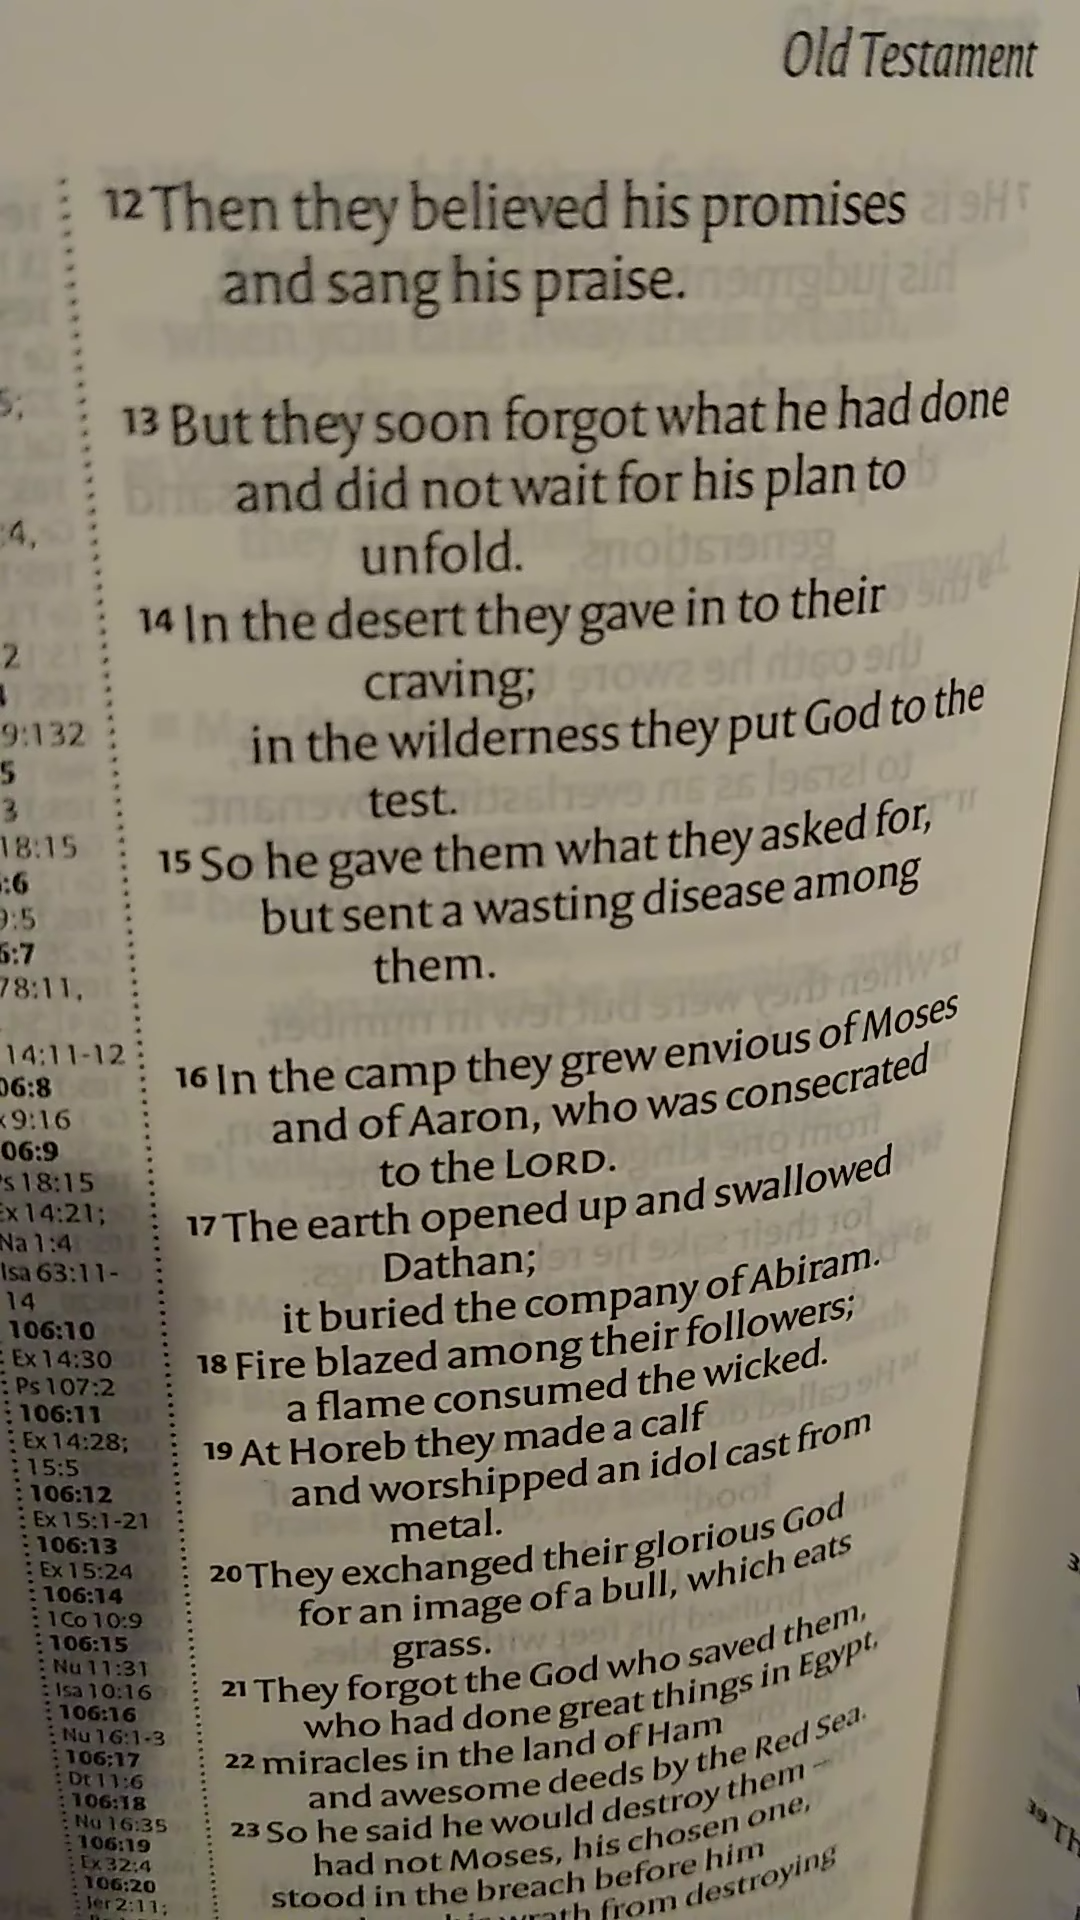 Old Testament
12 Then they believed his promises
and sang his praise.
13 But they soon forgot what he had done
and did not wait for his plan to
unfold.
14 In the desert they gave in to their
craving;
in the wilderness they put God to the
test.
15 So he gave them what they asked for,
but sent a wasting disease among
them.
16 In the camp they grew envious of Moses
and of Aaron, who was consecrated
to the LORD.
17 The earth opened up and swallowed
Dathan;
it buried the company of Abiram.
18 Fire blazed among their followers;
a flame consumed the wicked.
19 At Horeb they made a calf
and worshipped an idol cast from
metal.
20 They exchanged their glorious God
for an image of a bull, which eats
grass.
21 They forgot the God who saved them,
who had done great things in Egypt,
22 miracles in the land of Ham
and awesome deeds by the Red Sea.
23 So he said he would destroy them –
had not Moses, his chosen one,
stood in the breach before him
wrath from destroying
5;
:4,
2
9:132
5
3
18:15
:6
9:5
6:7
78:11,
14:11-12
06:8
9:16
06:9
Ps 18:15
Ex 14:21;
Na 1:4
Isa 63:11-
14
106:10
Ex 14:30
Ps 107:2
106:11
Ex 14:28;
15:5
106:12
Ex 15:1-21
106:13
Ex 15:24
106:14
1Co 10:9
106:15
Nu 11:31
Isa 10:16
106:16
Nu 16:1-3
106:17
Dt 11:6
106:18
Nu 16:35
106:19
Ex 32:4
106:20
Jer 2:11;
39 Th